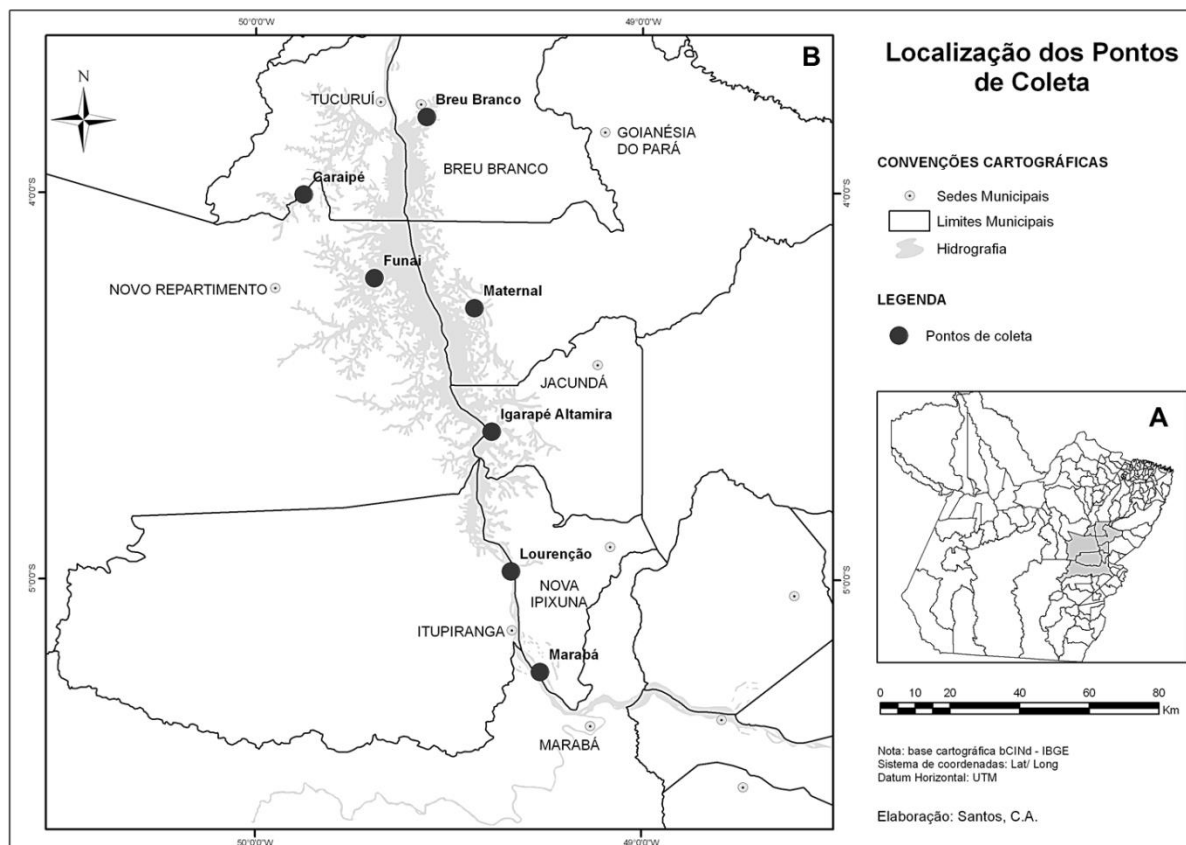 50°0'0"W
49°0'0"W
B
N
TUCURUÍ
Breu Branco
GOIANÉSIA
DO PARÁ
BREU BRANCO
4°0'0"S
4°0'0"S
Garaipé
Funai
NOVO REPARTIMENTO
Maternal
JACUNDÁ
Igarapé Altamira
Lourenção
5°0'0"S
5°0'0"S
NOVA
IPIXUNA
ITUPIRANGA
Marabá
MARABÁ
50°0'0"W
49°0'0"W
Localização dos Pontos
de Coleta
CONVENÇÕES CARTOGRÁFICAS
Sedes Municipais
Limites Municipais
Hidrografia
LEGENDA
Pontos de coleta
A
0 10 20 40 60 80
Km
Nota: base cartográfica bCINd - IBGE
Sistema de coordenadas: Lat/ Long
Datum Horizontal: UTM
Elaboração: Santos, C.A.